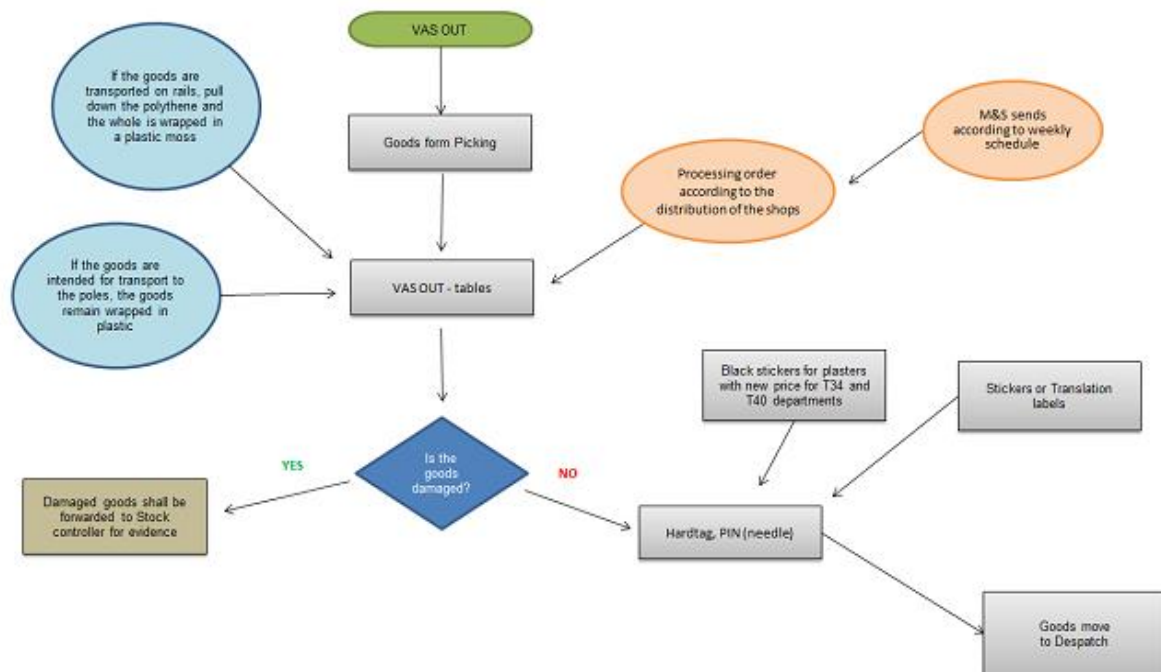 VAS OUT
If the goods are
transported on rails, pull
down the polythene and
the whole is wrapped in
a plastic moss
Goods form Picking
M&S sends
according to weekly
schedule
Processing order
according to the
distribution of the shops
If the goods are
intended for transport to
the poles, the goods
remain wrapped in
plastic
VAS OUT - tables
Black stickers for plasters
with new price for T34 and
T40 departments
Stickers or Translation
labels
Is the
goods
damaged?
YES
NO
Damaged goods shall be
forwarded to Stock
controller for evidence
Hardtag, PIN (needle)
Goods move
to Despatch